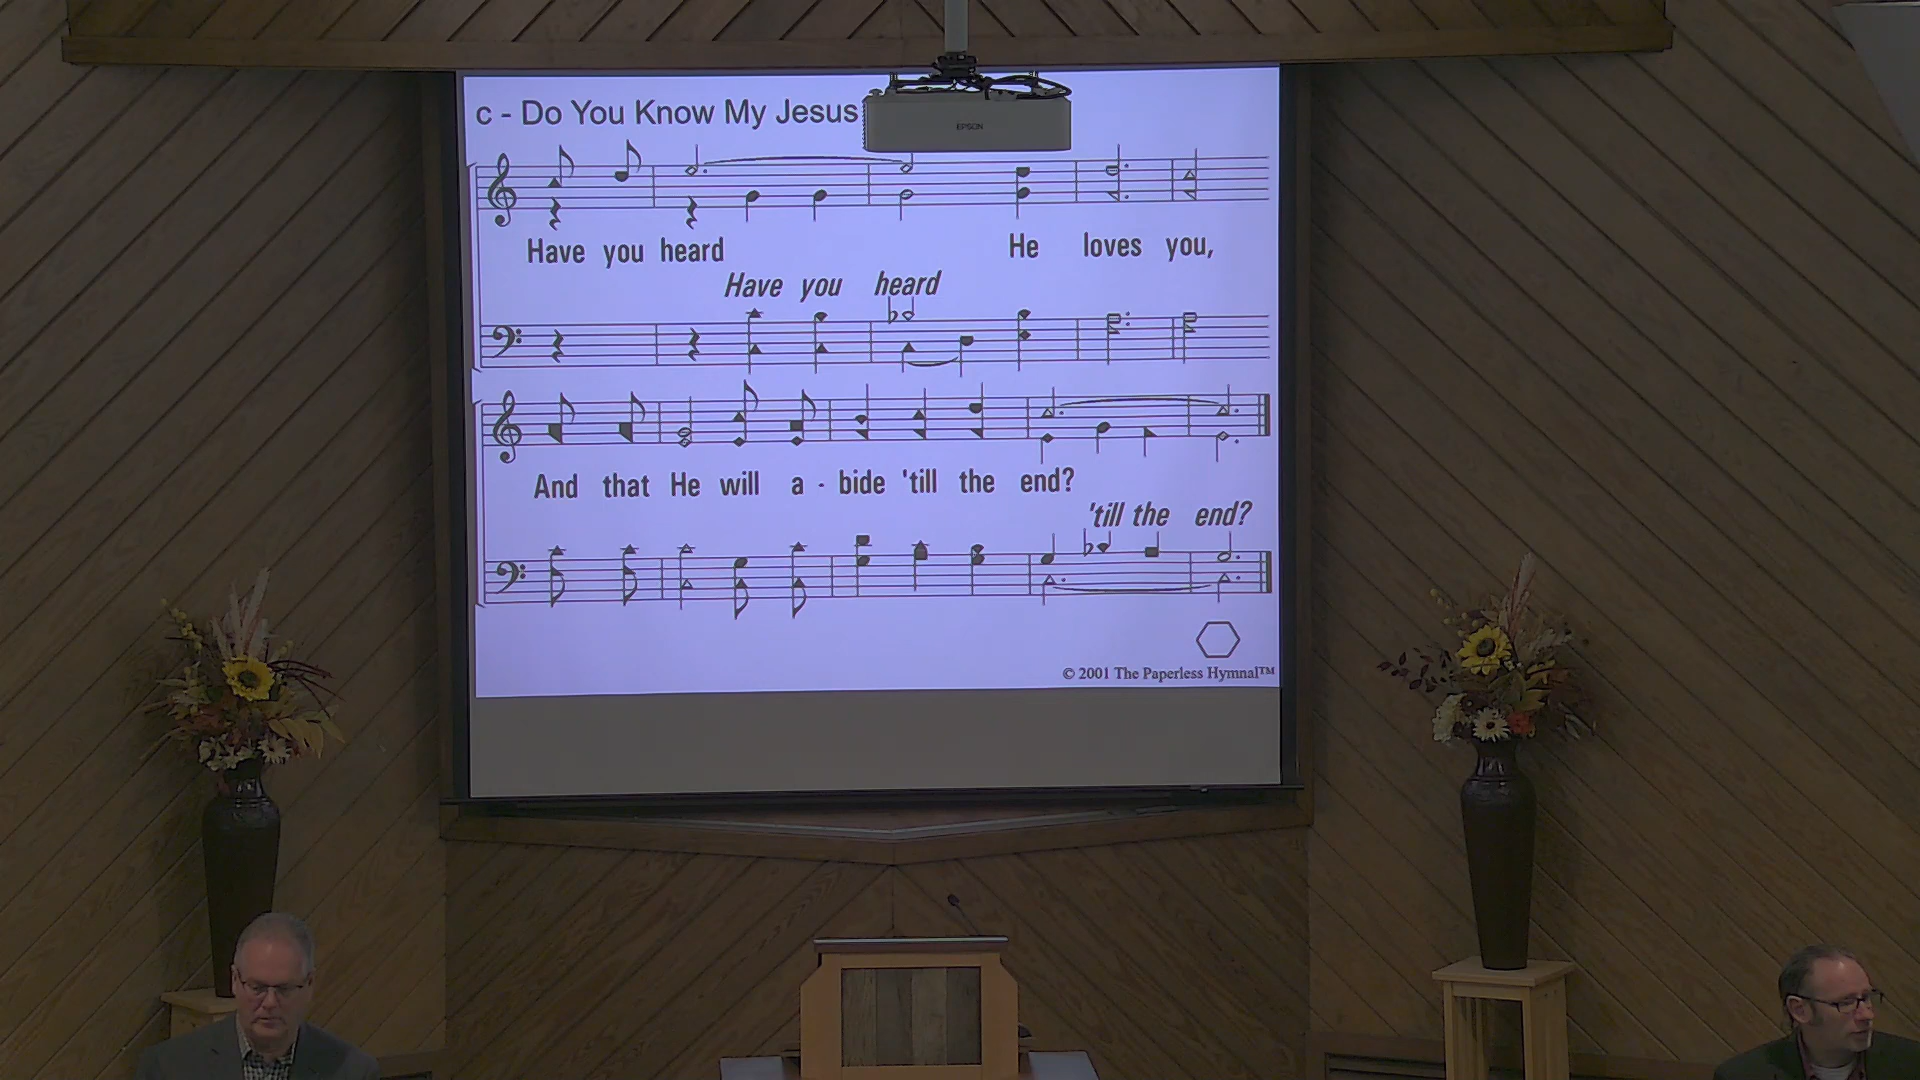 c - Do You Know My Jesus
EPSON
Have you heard He loves you,
Have you heard
And that He will a - bide 'till the end?
'till the end?
© 2001 The Paperless Hymnal™